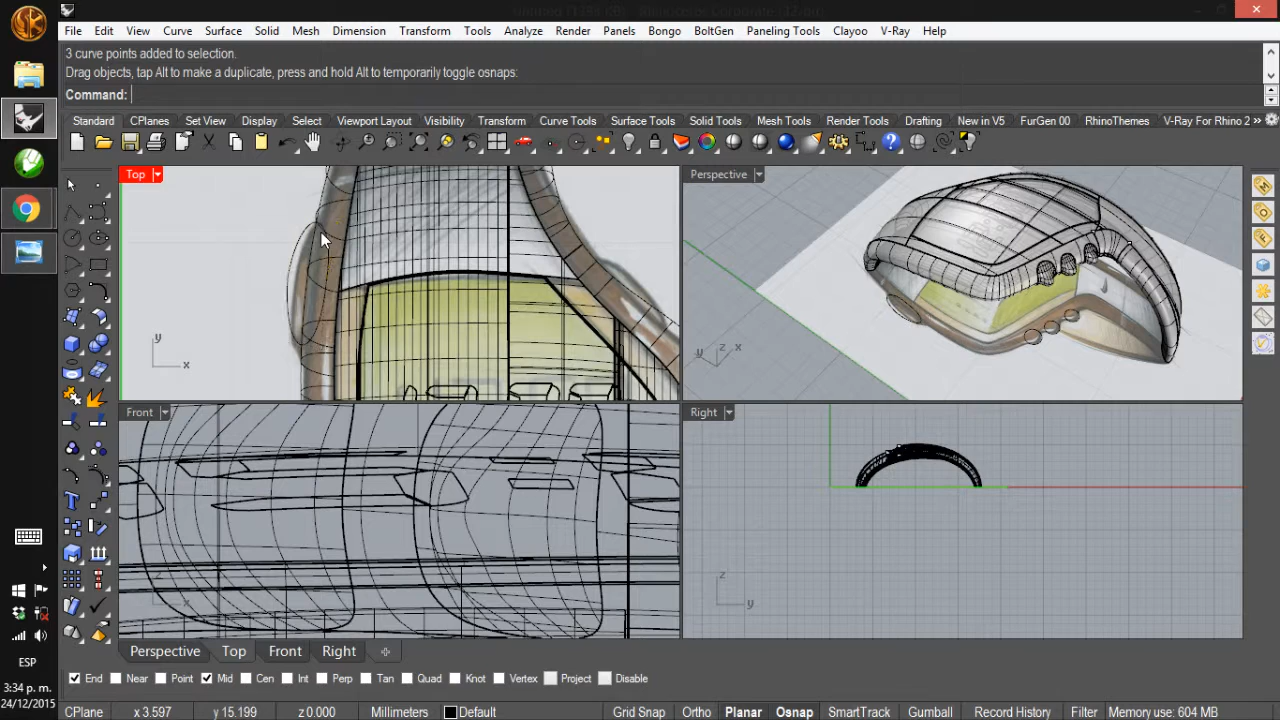 File Edit View Curve Surface Solid Mesh Dimension Transform Tools Analyze Render Panels Bongo BoltGen Paneling Tools Clayoo V-Ray Help
3 curve points added to selection.
Drag objects, tap Alt to make a duplicate, press and hold Alt to temporarily toggle osnaps:
Command:
Standard CPlanes Set View Display Select Viewport Layout Visibility Transform Curve Tools Surface Tools Solid Tools Mesh Tools Render Tools Drafting New in V5 FurGen 00 RhinoThemes V-Ray For Rhino 2 »
Top
Perspective
y
x
y z x
Front
Right
z
x
z
y
Perspective Top Front Right
End Near Point Mid Cen Int Perp Tan Quad Knot Vertex Project Disable
ESP
3:34 p. m.
24/12/2015
CPlane x 3.597 y 15.199 z 0.000 Millimeters Default Grid Snap Ortho Planar Osnap SmartTrack Gumball Record History Filter Memory use: 604 MB